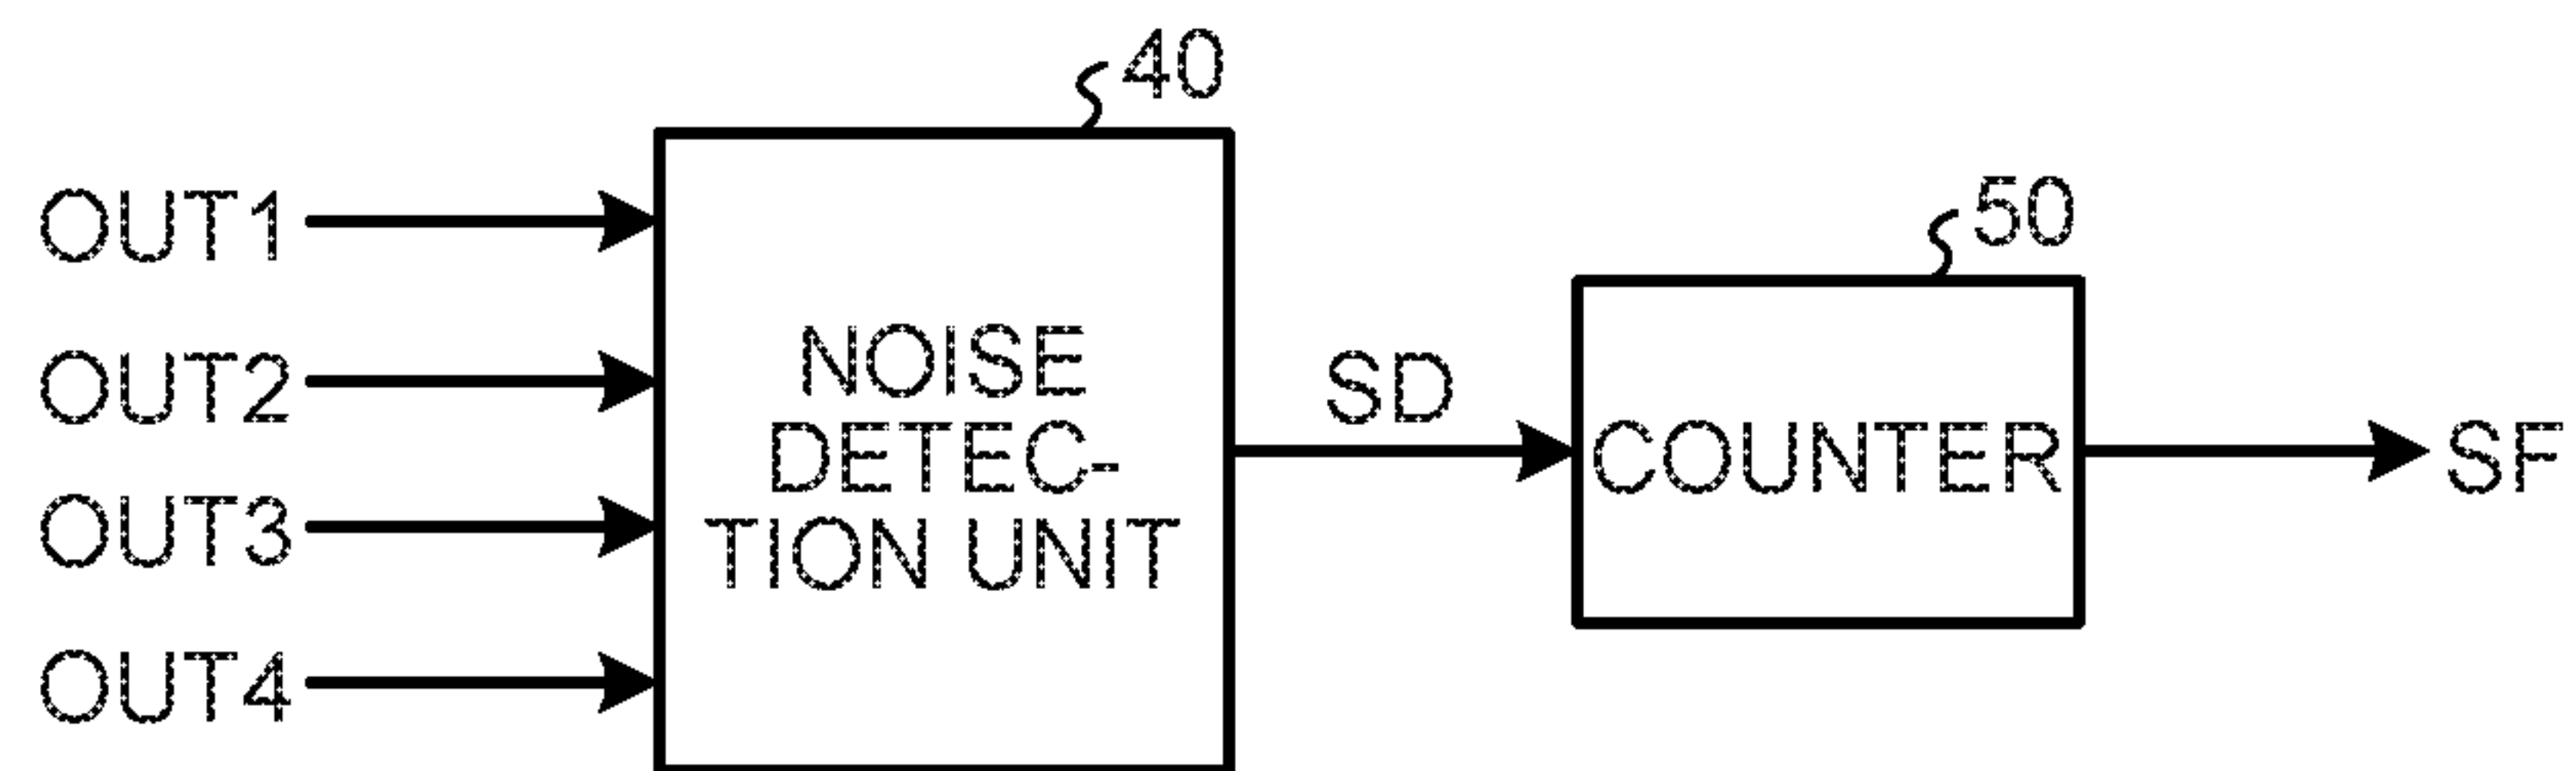 40
50
OUT1
OUT2
OUT3
OUT4
NOISE
DETEC-
TION UNIT
SD
COUNTER
SF